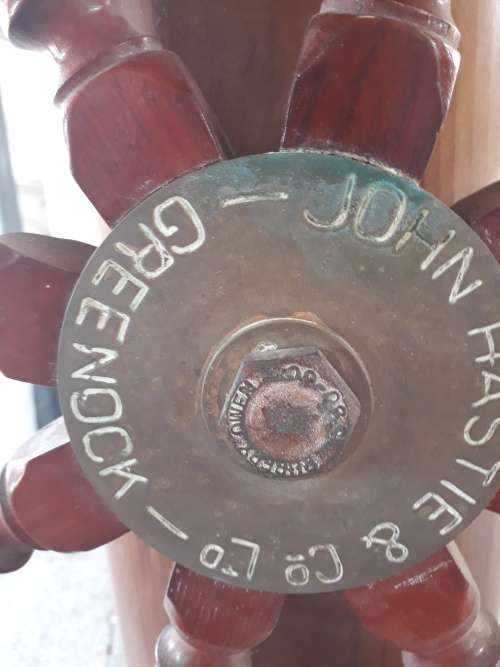 JOHN HASTIE & Co LTD — GREENOCK —